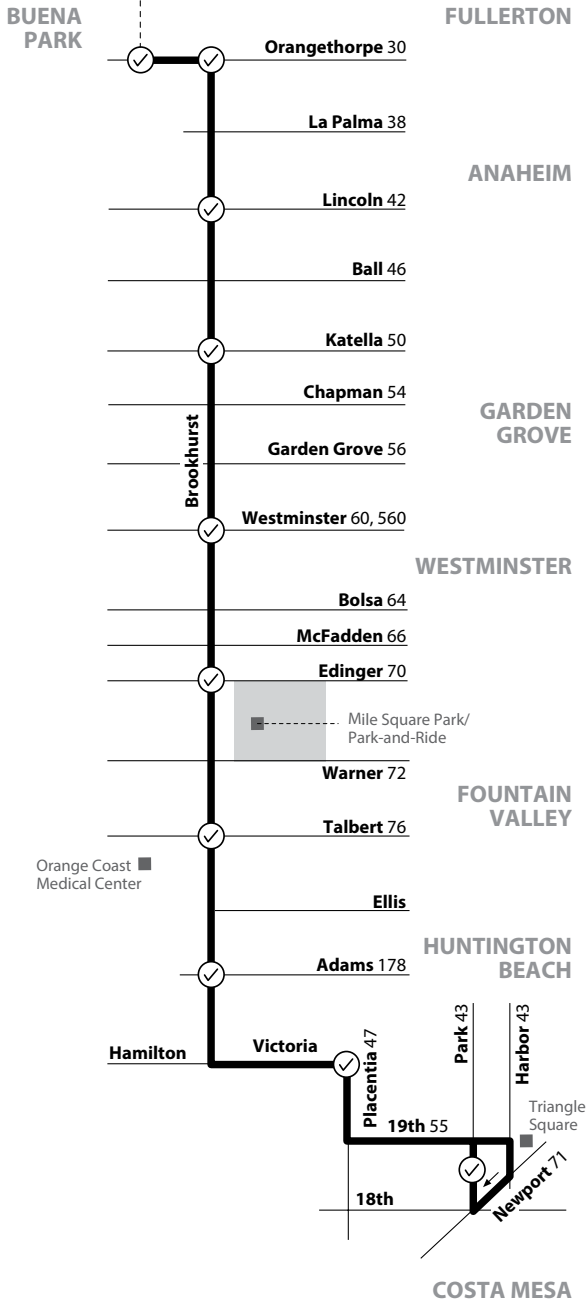 BUENA
PARK
FULLERTON
Orangethorpe 30
La Palma 38
ANAHEIM
Lincoln 42
Ball 46
Katella 50
Chapman 54
GARDEN
GROVE
Brookhurst
Garden Grove 56
Westminster 60, 560
WESTMINSTER
Bolsa 64
McFadden 66
Edinger 70
Mile Square Park/
Park-and-Ride
Warner 72
FOUNTAIN
VALLEY
Talbert 76
Orange Coast
Medical Center
Ellis
HUNTINGTON
BEACH
Adams 178
Hamilton
Victoria
Placentia 47
Park 43
Harbor 43
19th 55
Triangle
Square
Newport 71
18th
COSTA MESA